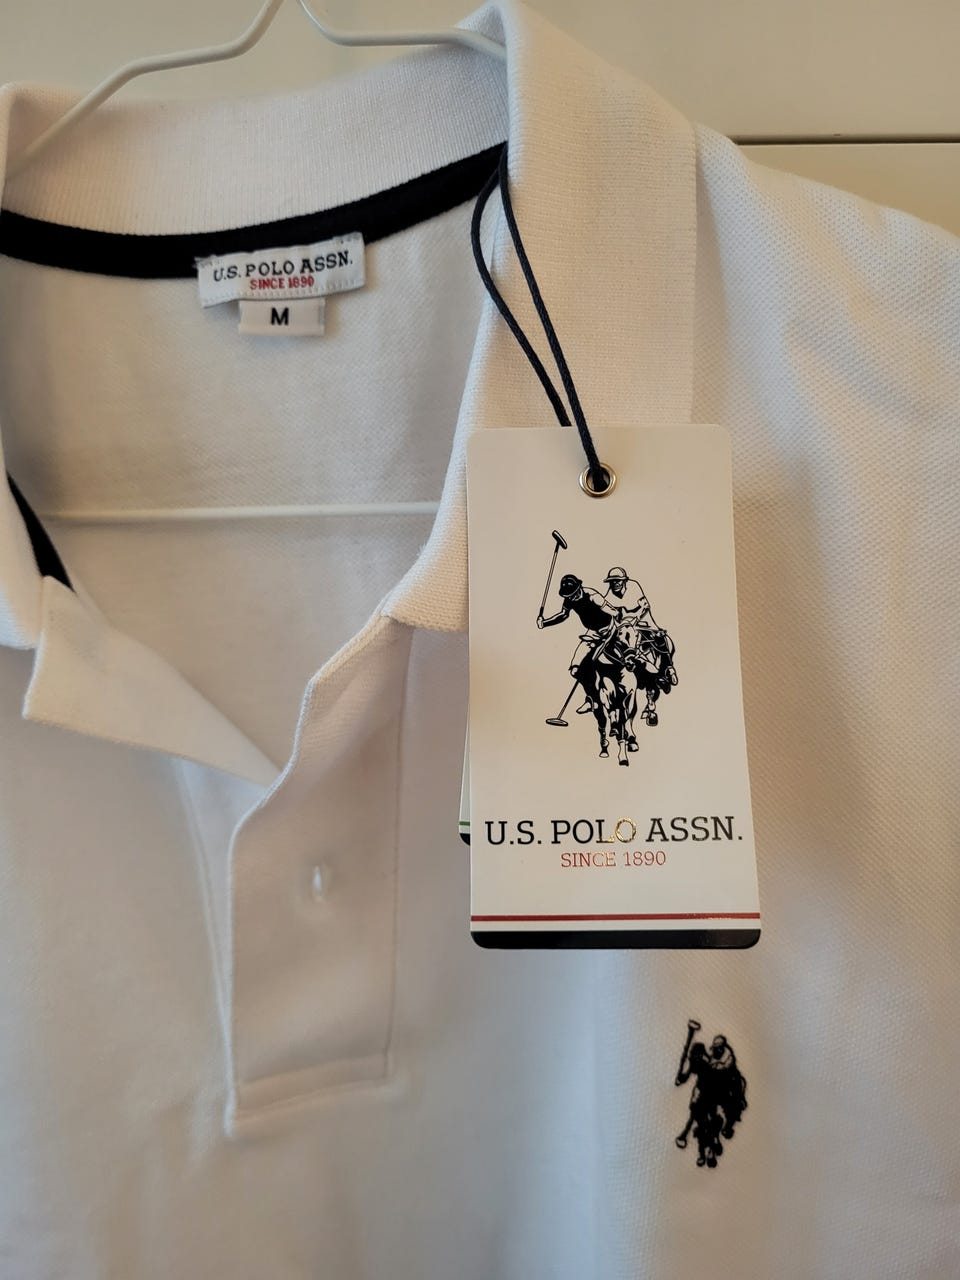 U.S. POLO ASSN.
SINCE 1890
M
U.S. POLO ASSN.
SINCE 1890